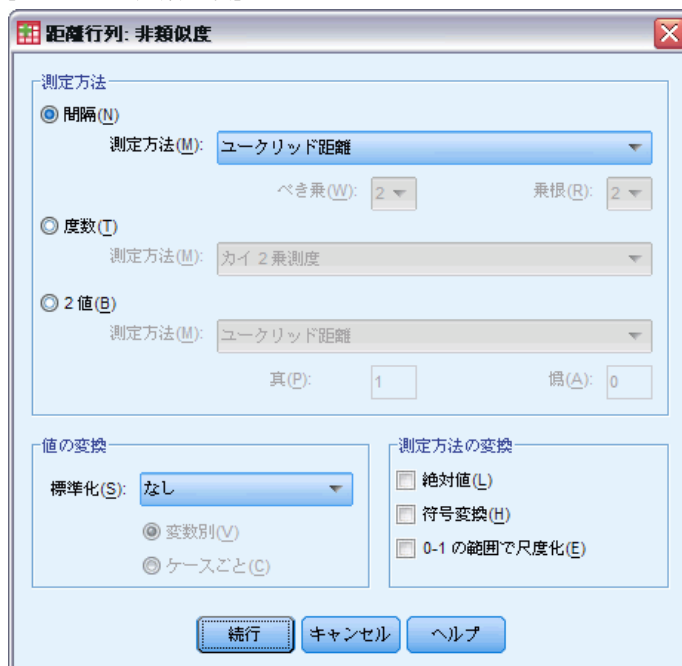 距離行列: 非類似度
測定方法
間隔(N)
測定方法(M): ユークリッド距離
べき乗(W): 2 乗根(R): 2
度数(T)
測定方法(M): カイ 2 乗測度
2 値(B)
測定方法(M): ユークリッド距離
真(P): 1 偽(A): 0
値の変換
標準化(S): なし
変数別(V)
ケースごと(C)
測定方法の変換
絶対値(L)
符号変換(H)
0-1 の範囲で尺度化(E)
続行 キャンセル ヘルプ